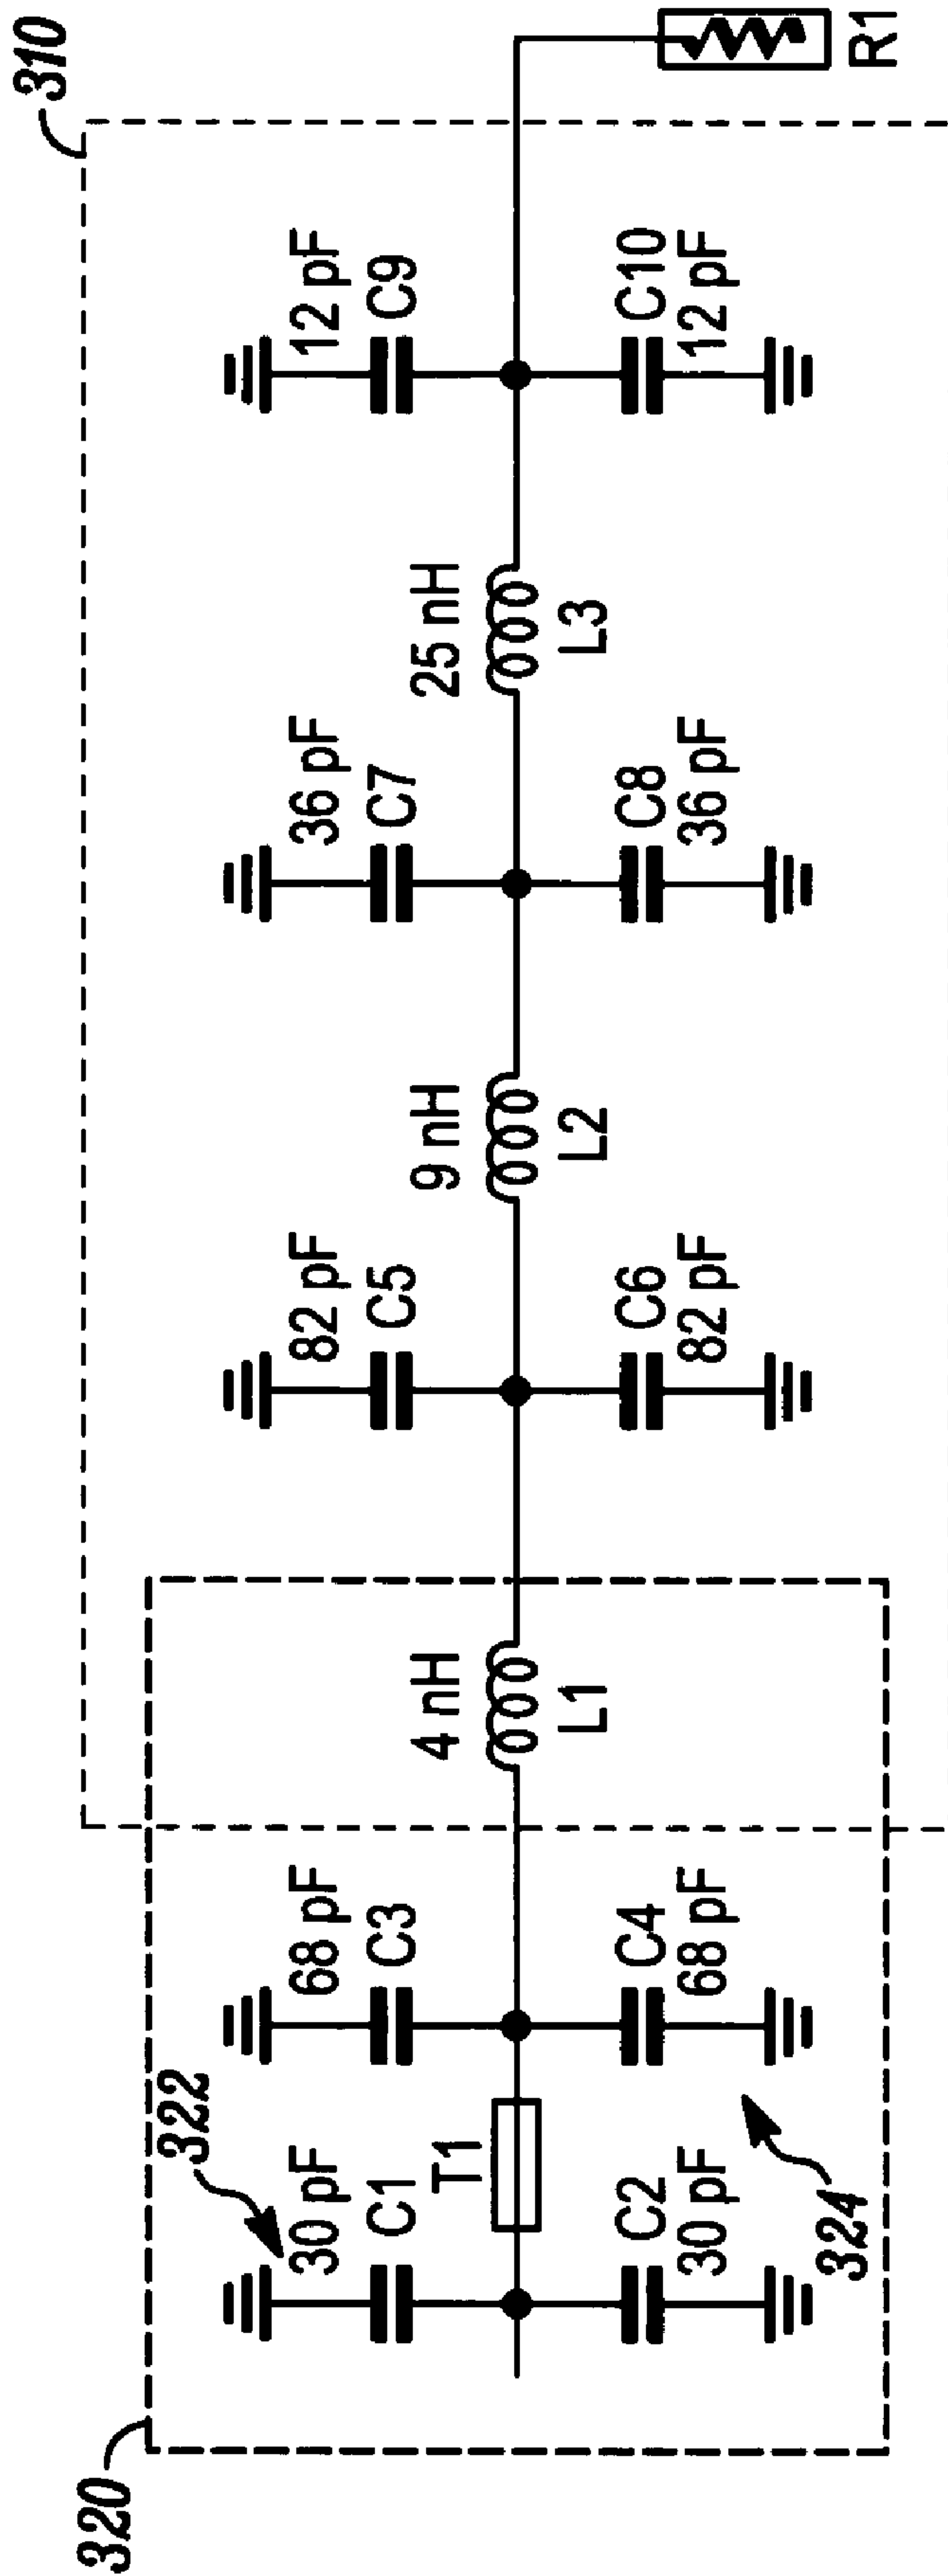 310
320
322
30 pF
C1
68 pF
C3
4 nH
82 pF
C5
9 nH
36 pF
C7
25 nH
12 pF
C9
T1
L1
L2
L3
R1
C2
30 pF
C4
68 pF
C6
82 pF
C8
36 pF
C10
12 pF
324